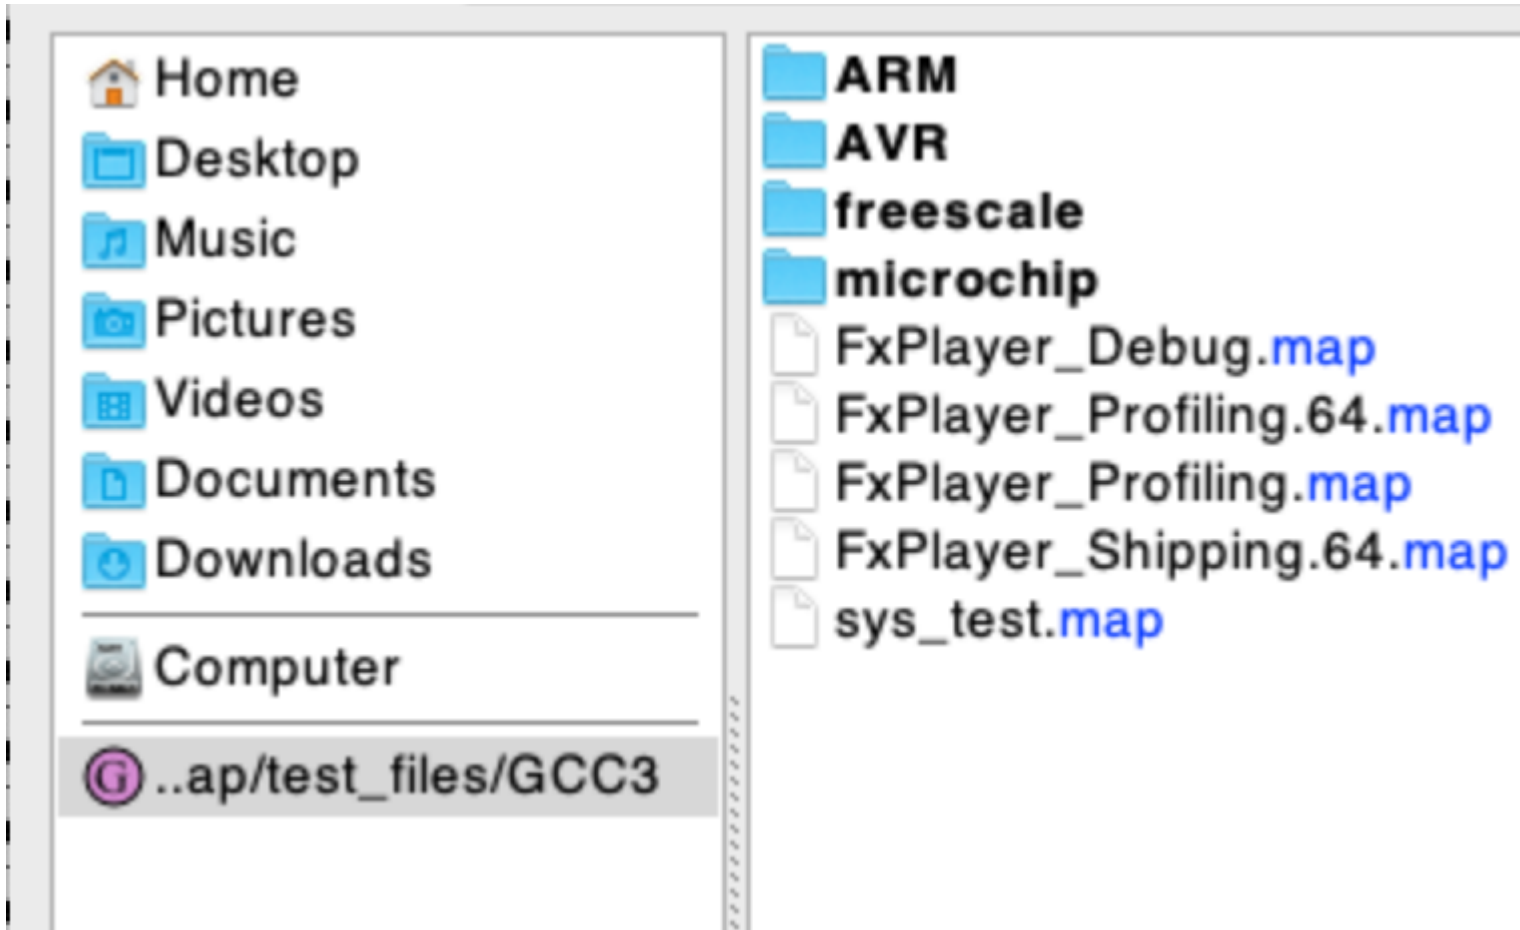 Home
Desktop
Music
Pictures
Videos
Documents
Downloads
Computer
G ..ap/test_files/GCC3
ARM
AVR
freescale
microchip
FxPlayer_Debug.map
FxPlayer_Profiling.64.map
FxPlayer_Profiling.map
FxPlayer_Shipping.64.map
sys_test.map